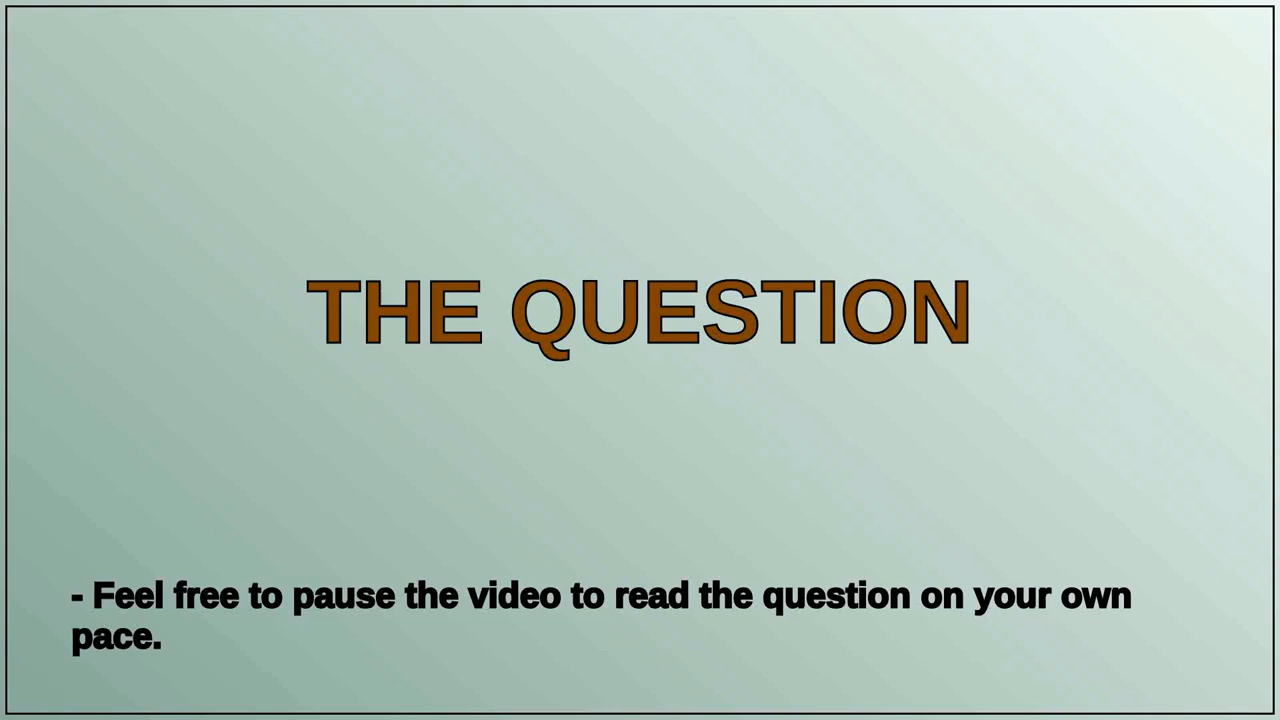 THE QUESTION
- Feel free to pause the video to read the question on your own
pace.